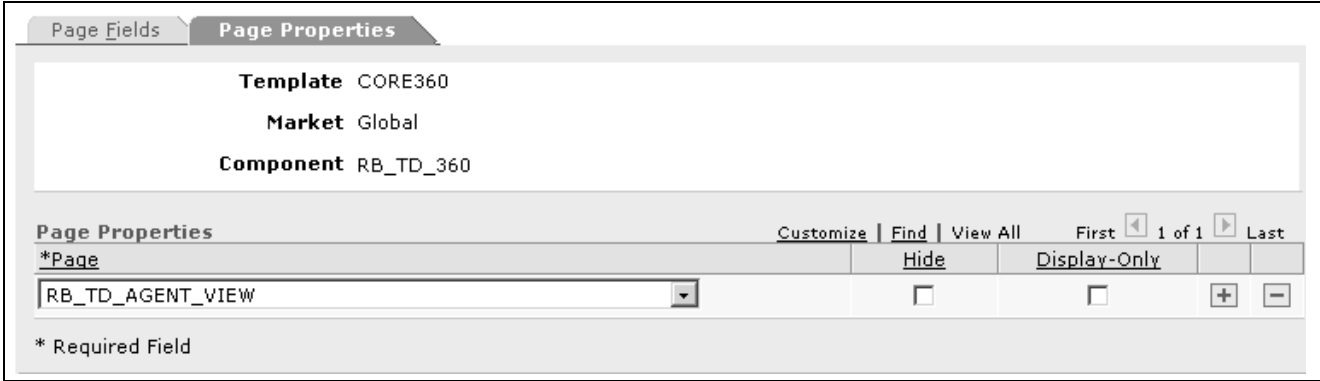 Page Fields Page Properties
Template CORE360
Market Global
Component RB_TD_360
Page Properties Customize | Find | View All First 1 of 1 Last
*Page Hide Display-Only
RB_TD_AGENT_VIEW
* Required Field